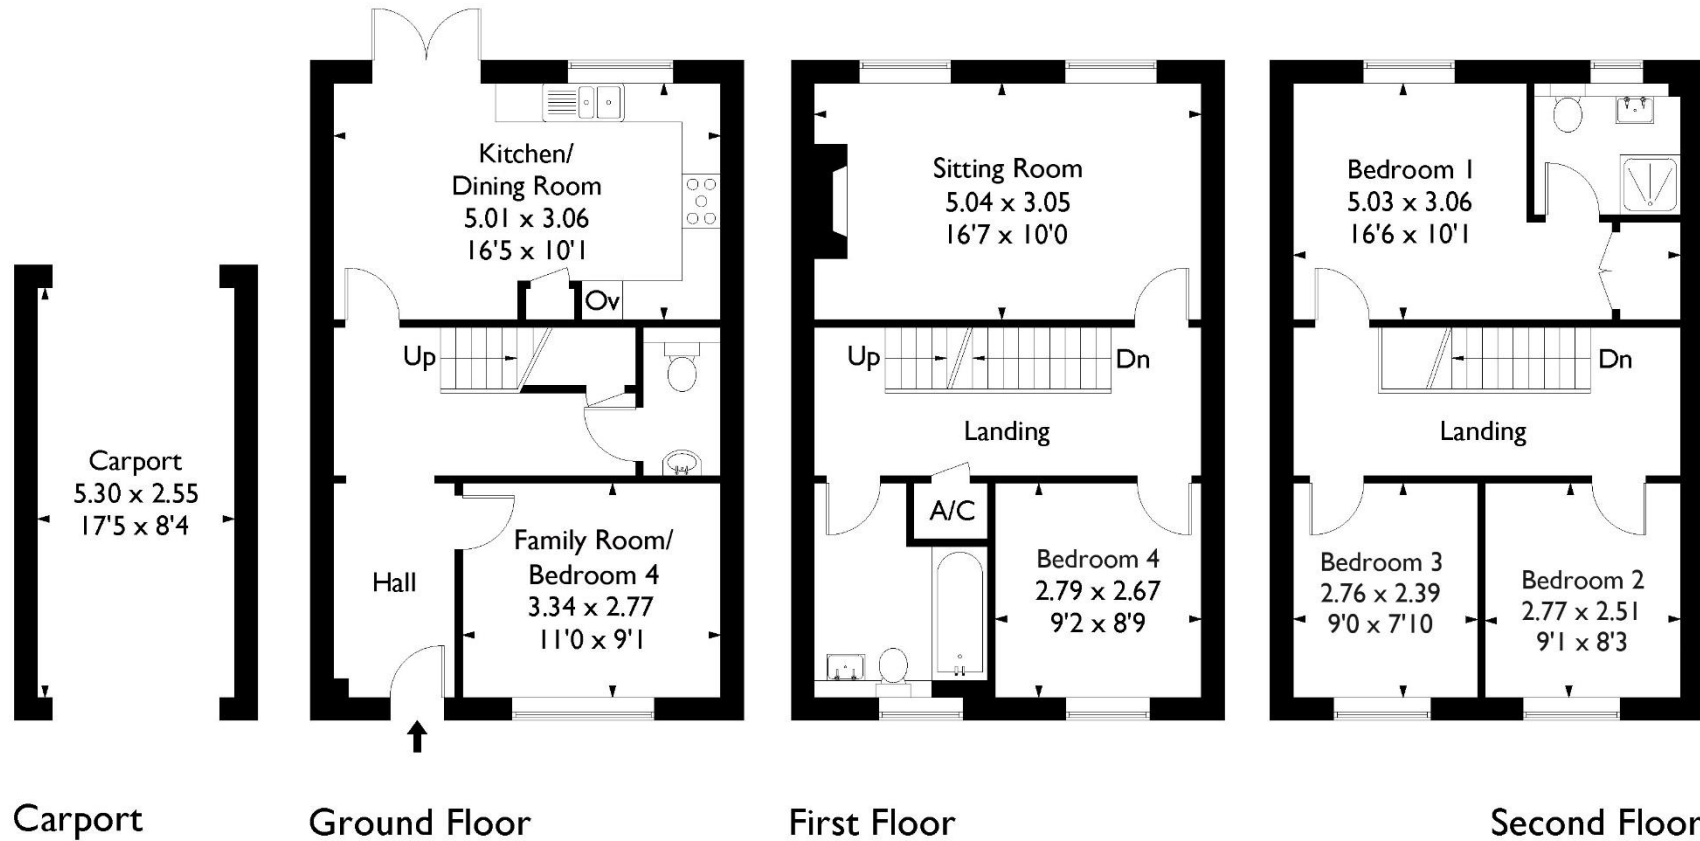 Carport
5.30 x 2.55
17'5 x 8'4
Kitchen/
Dining Room
5.01 x 3.06
16'5 x 10'1
Ov
Up
Hall
Family Room/
Bedroom 4
3.34 x 2.77
11'0 x 9'1
Sitting Room
5.04 x 3.05
16'7 x 10'0
Up
Dn
Landing
A/C
Bedroom 4
2.79 x 2.67
9'2 x 8'9
Bedroom 1
5.03 x 3.06
16'6 x 10'1
Dn
Landing
Bedroom 3
2.76 x 2.39
9'0 x 7'10
Bedroom 2
2.77 x 2.51
9'1 x 8'3
Carport
Ground Floor
First Floor
Second Floor